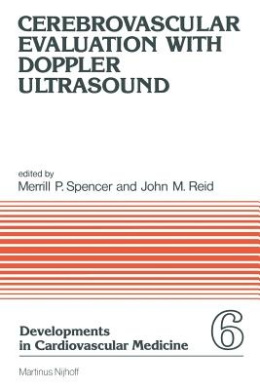 CEREBROVASCULAR
EVALUATION WITH
DOPPLER
ULTRASOUND
edited by
Merrill P. Spencer and John M. Reid
Developments
in Cardiovascular Medicine
6
Martinus Nijhoff